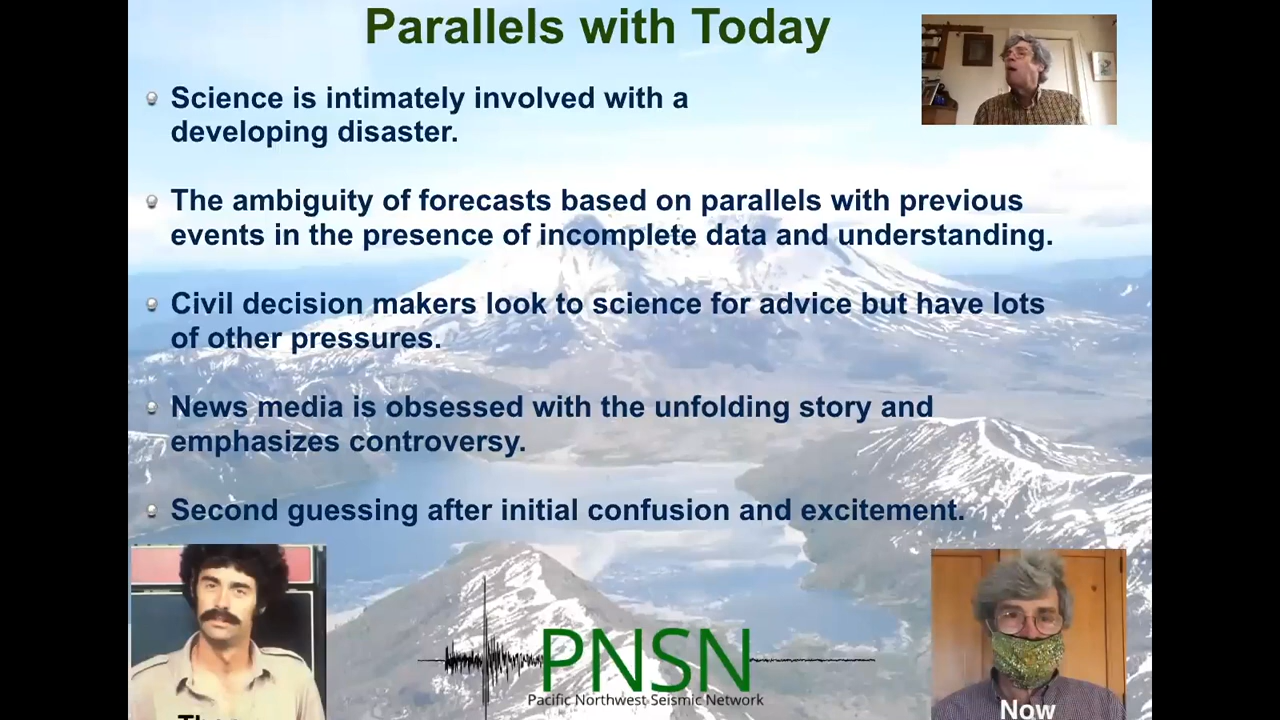 Parallels with Today
Science is intimately involved with a
developing disaster.
The ambiguity of forecasts based on parallels with previous
events in the presence of incomplete data and understanding.
Civil decision makers look to science for advice but have lots
of other pressures.
News media is obsessed with the unfolding story and
emphasizes controversy.
Second guessing after initial confusion and excitement.
PNSN
Pacific Northwest Seismic Network
Now